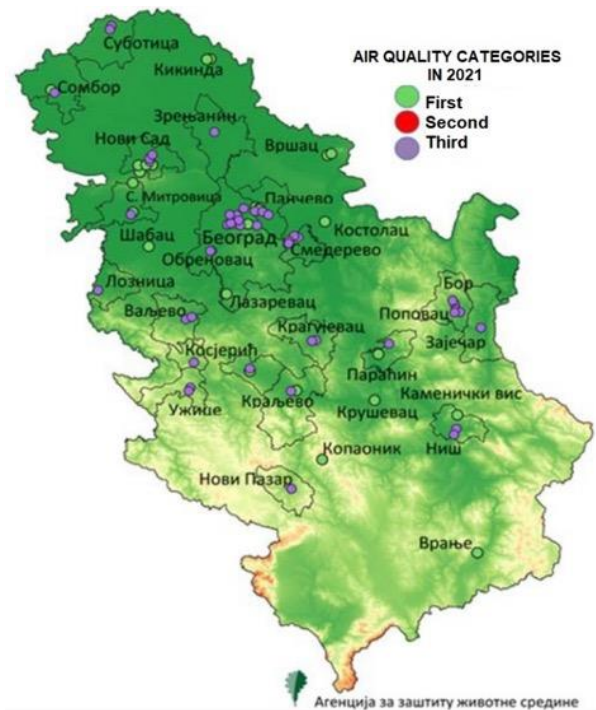 Суботица
AIR QUALITY CATEGORIES
IN 2021
First
Second
Third
Кикинда
Сомбор
Зрењанин
Нови Сад
Вршац
С. Митровица
Панчево
Костолац
Београд
Шабац
Смедерево
Обреновац
Бор
Лозница
Лазаревац
Поповац
Ваљево
Крагујевац
Зајечар
Косјерић
Параћин
Каменички вис
Краљево
Ужице
Крушевац
Ниш
Копаоник
Нови Пазар
Врање
Агенција за заштиту животне средине